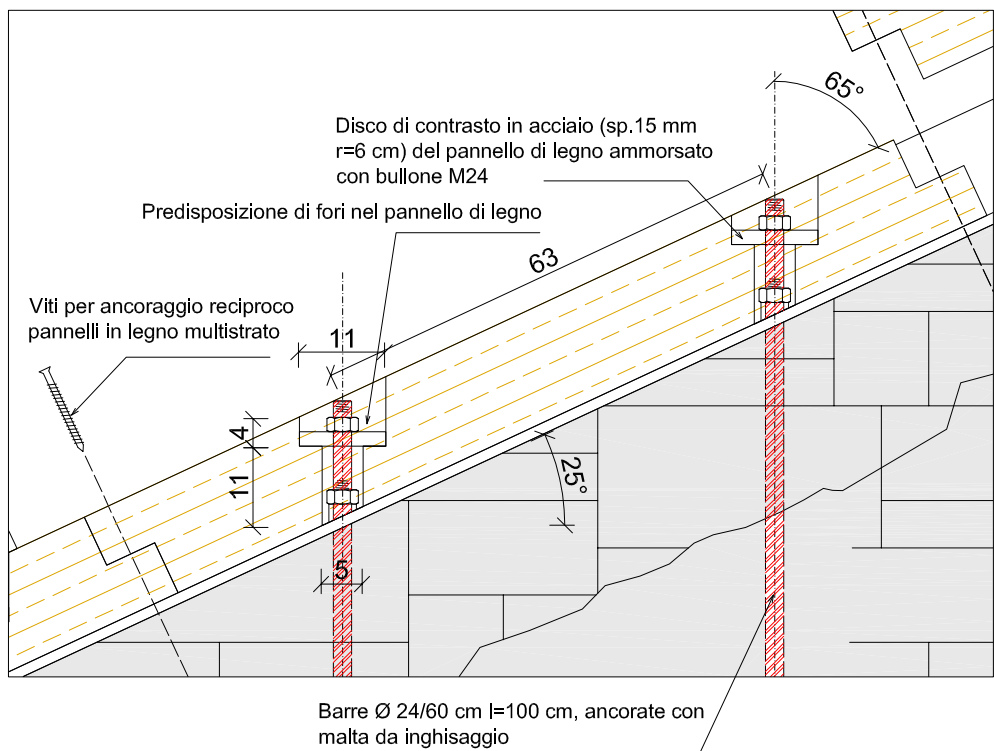 65°
Disco di contrasto in acciaio (sp.15 mm
r=6 cm) del pannello di legno ammorsato
con bullone M24
Predisposizione di fori nel pannello di legno
63
Viti per ancoraggio reciproco
pannelli in legno multistrato
11
4
11
25°
5
Barre Ø 24/60 cm l=100 cm, ancorate con
malta da inghisaggio